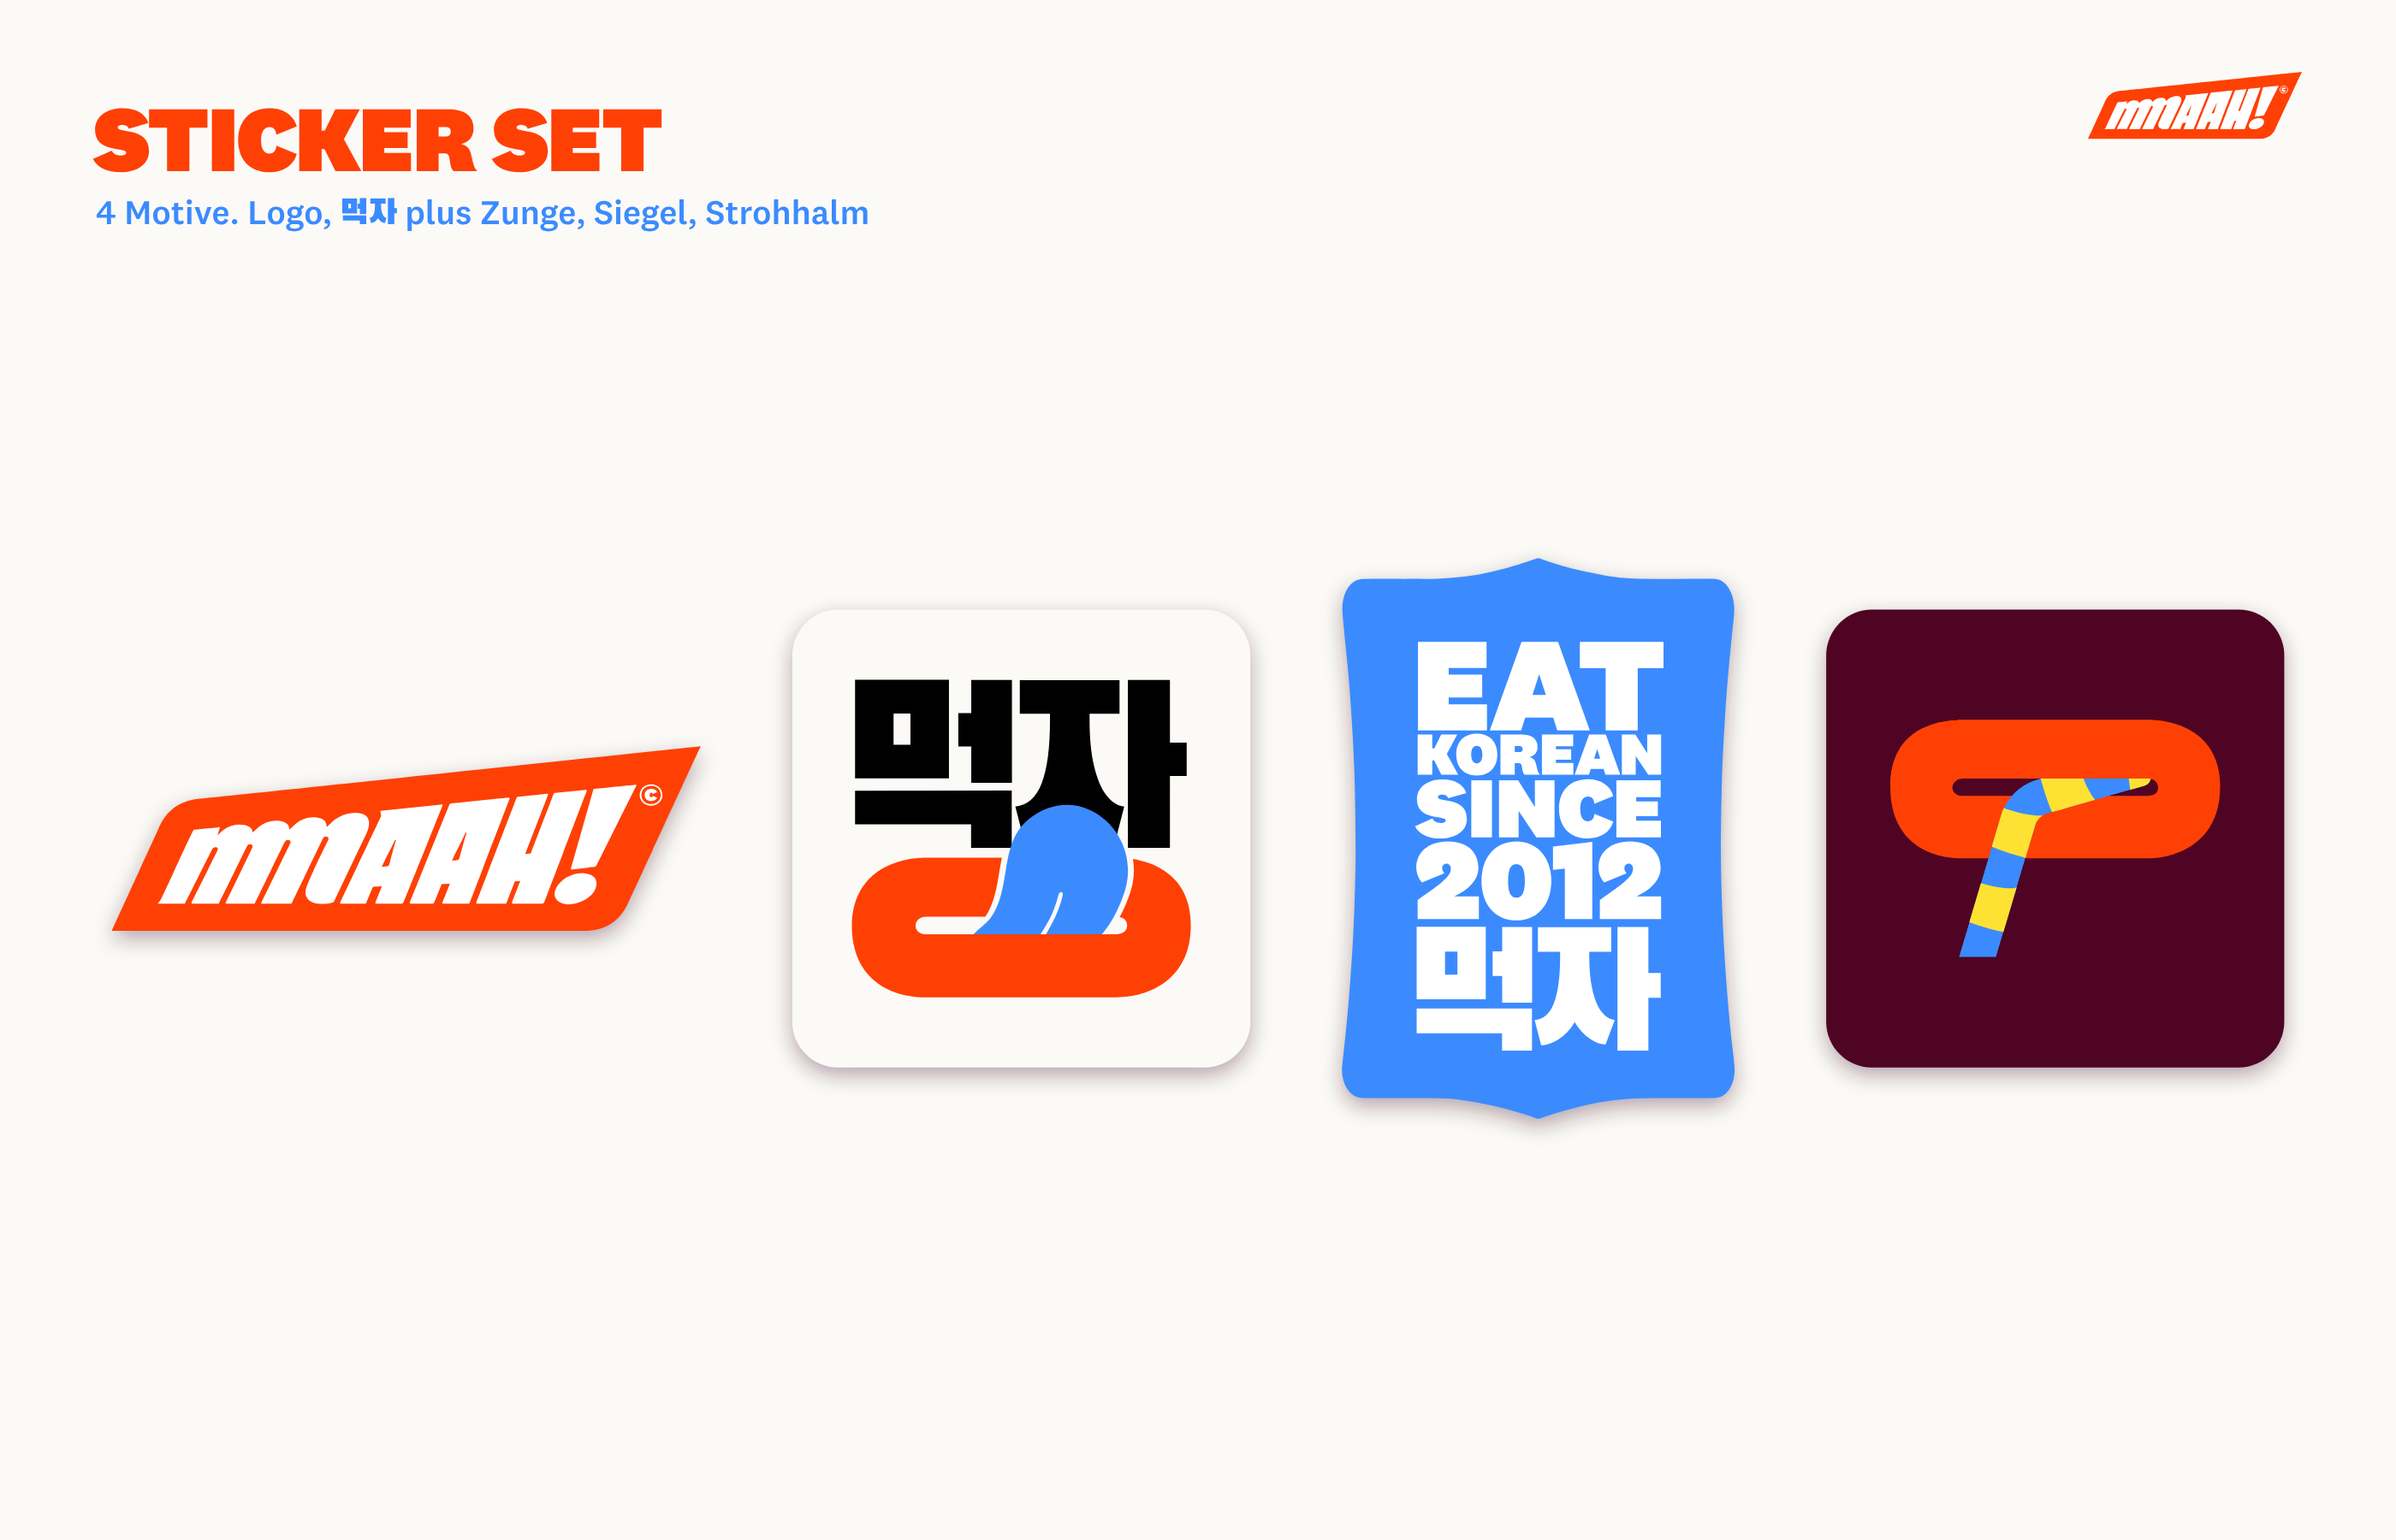 STICKER SET
4 Motive. Logo, 먹자 plus Zunge, Siegel, Strohhalm
mmAAH!©
mmAAH!©
먹자
EAT
KOREAN
SINCE
2012
먹자